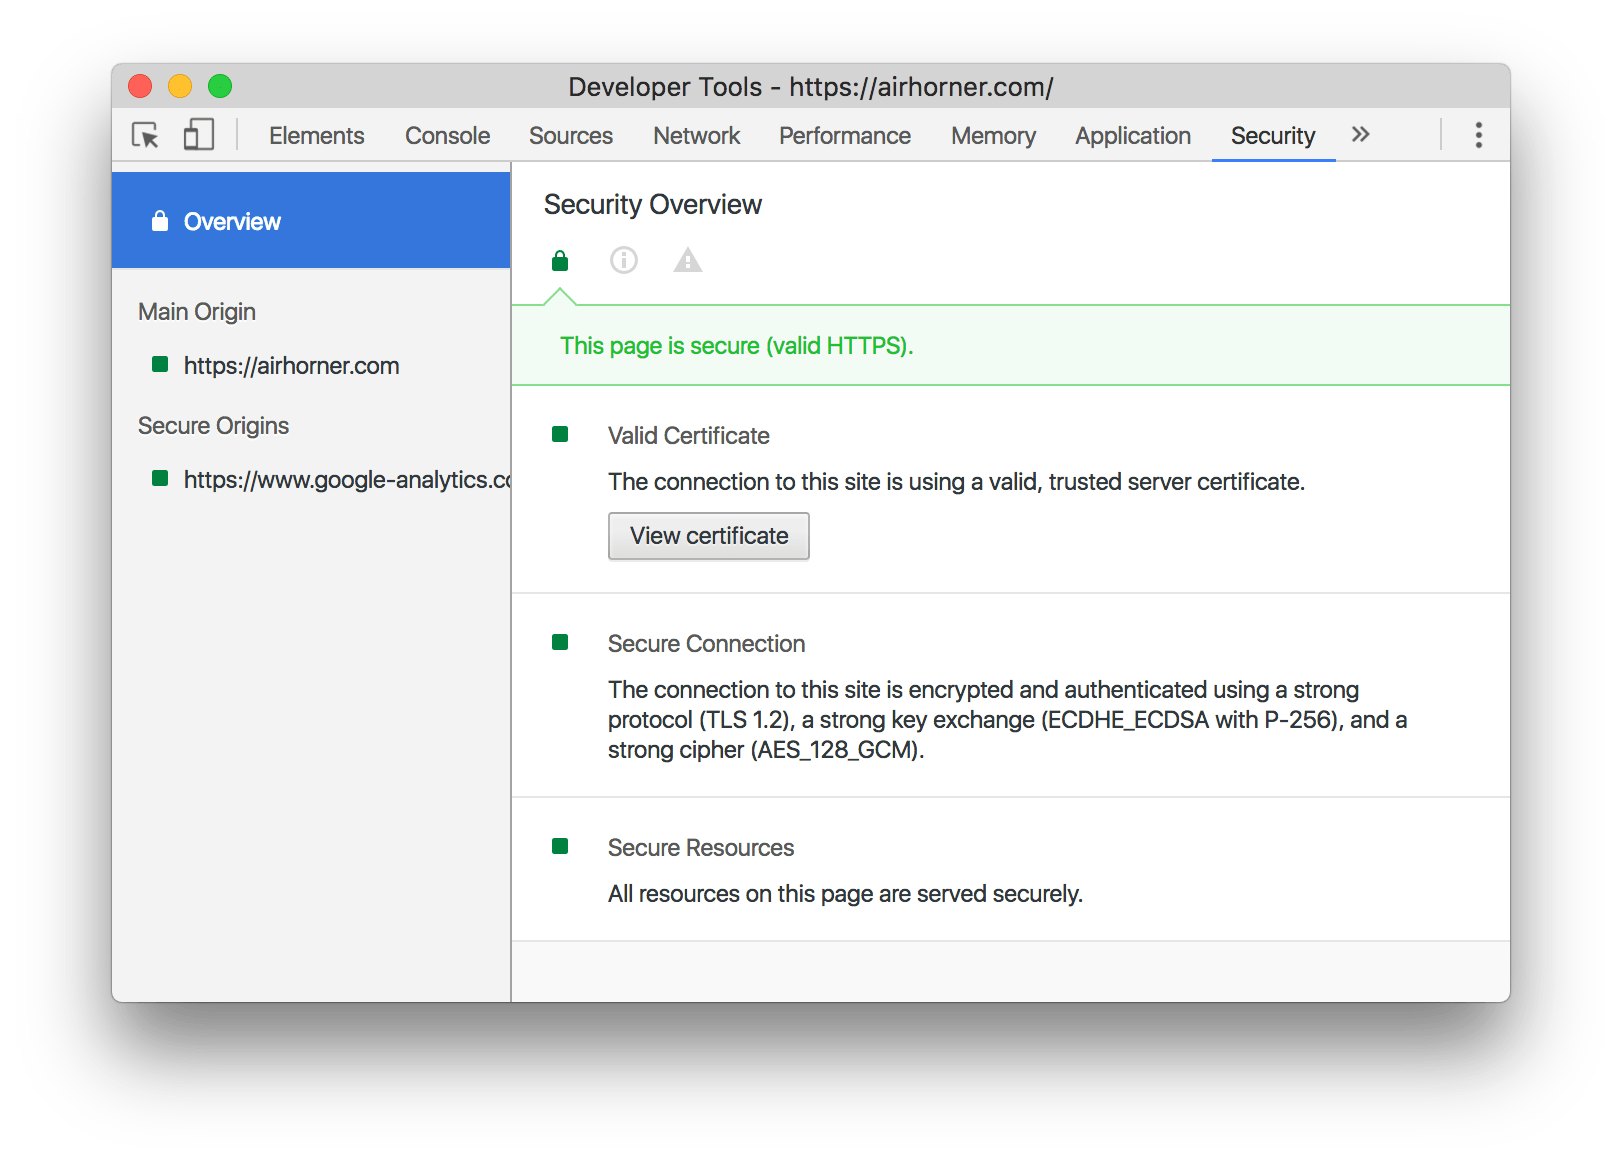 Developer Tools - https://airhorner.com/
Elements Console Sources Network Performance Memory Application Security »
Overview
Main Origin
https://airhorner.com
Secure Origins
https://www.google-analytics.co
Security Overview
This page is secure (valid HTTPS).
Valid Certificate
The connection to this site is using a valid, trusted server certificate.
View certificate
Secure Connection
The connection to this site is encrypted and authenticated using a strong
protocol (TLS 1.2), a strong key exchange (ECDHE_ECDSA with P-256), and a
strong cipher (AES_128_GCM).
Secure Resources
All resources on this page are served securely.